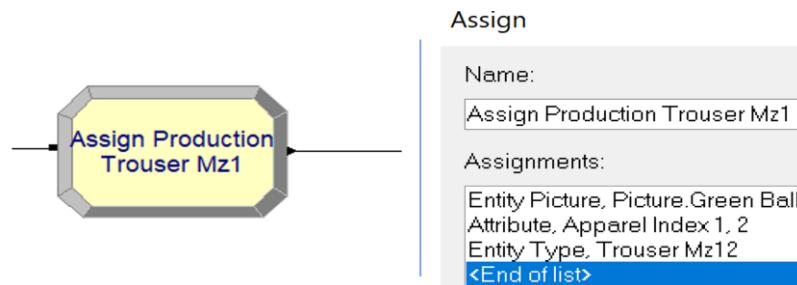 Assign Production
Trouser Mz1
Assign
Name:
Assign Production Trouser Mz1
Assignments:
Entity Picture, Picture.Green Ball
Attribute, Apparel Index 1, 2
Entity Type, Trouser Mz12
<End of list>